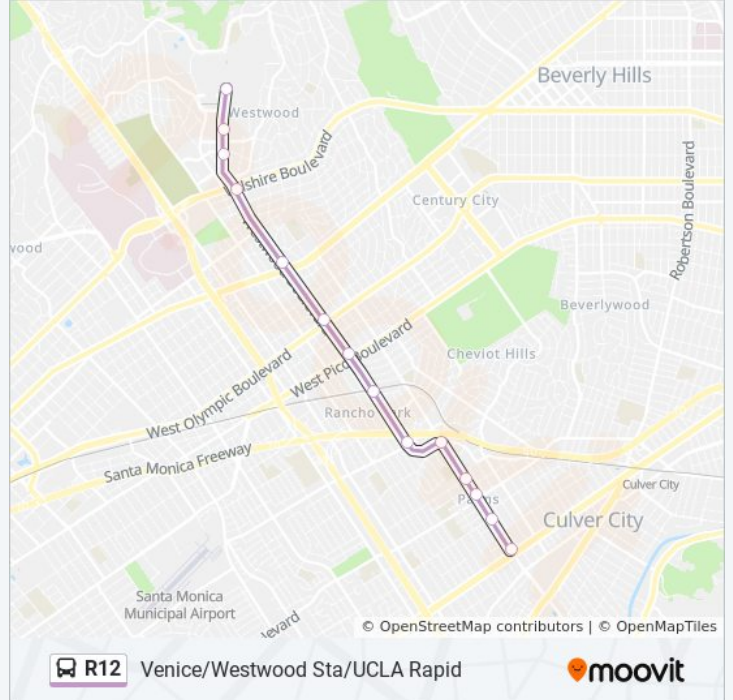 Beverly Hills
Westwood
lshire Boulevard
Century City
Robertson Boulevard
wood
Beverlywood
Cheviot Hills
West Pico Boulevard
West Olympic Boulevard
Rancho Park
Santa Monica Freeway
Culver City
Palms
Culver City
Santa Monica
Municipal Airport
levard
© OpenStreetMap contributors | © OpenMapTiles
R12 Venice/Westwood Sta/UCLA Rapid
moovit